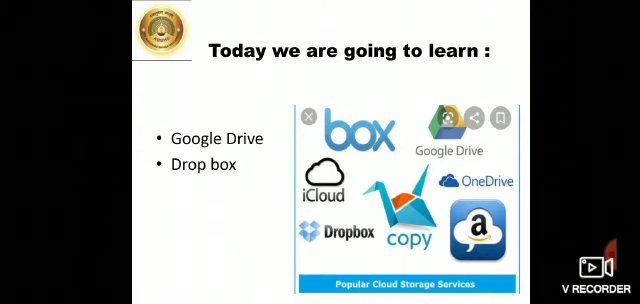 Today we are going to learn :
• Google Drive
• Drop box
box
Google Drive
iCloud
OneDrive
Dropbox
copy
a
Popular Cloud Storage Services
V RECORDER